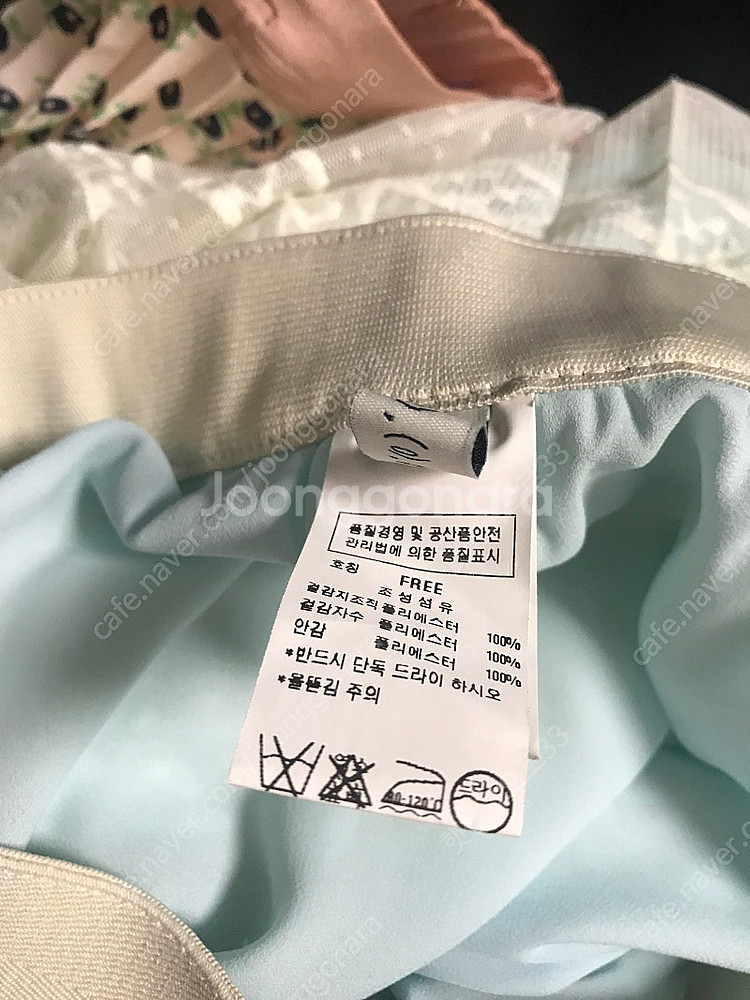 Joonggonara
품질경영 및 공산품안전
관리법에 의한 품질표시
호칭 FREE
조성섬유
겉감지조직 폴리에스터 100%
겉감자수 폴리에스터 100%
안감 폴리에스터 100%
*반드시 단독 드라이 하시오
*올뜯김 주의
80-120℃
드라이